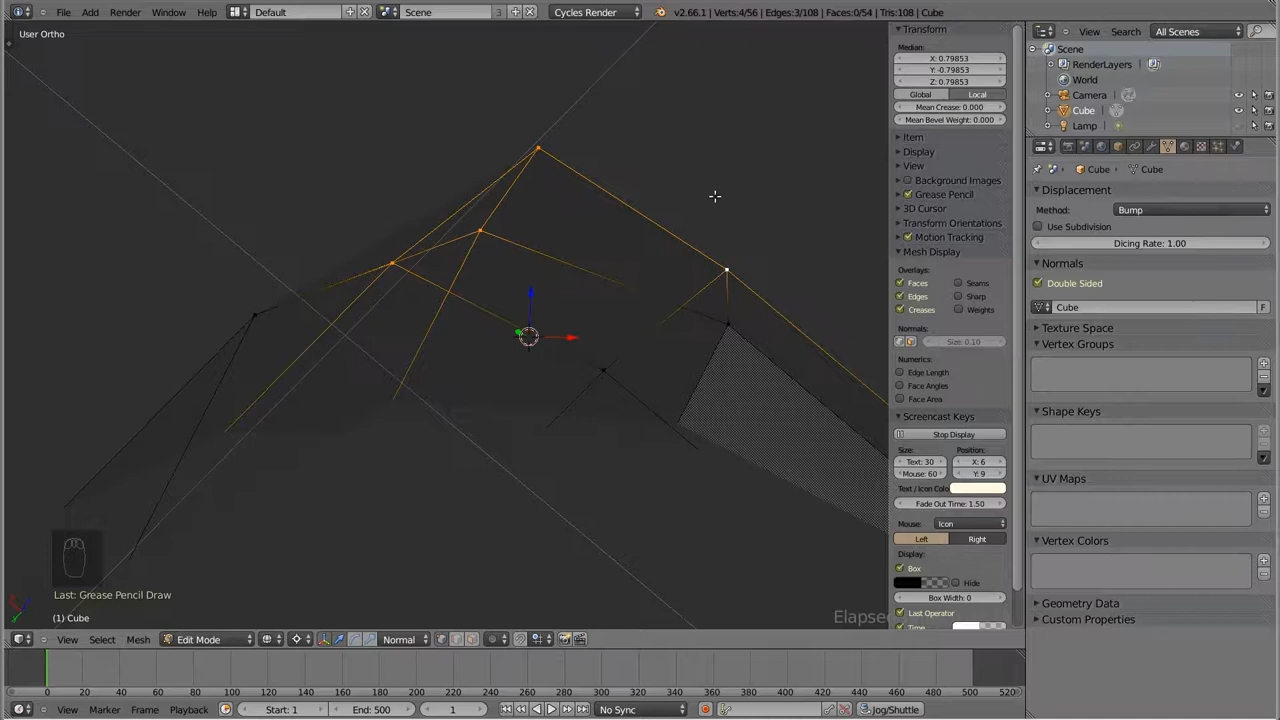 File Add Render Window Help Default Scene 3 Cycles Render v2.66.1 | Verts:4/56 | Edges:3/108 | Faces:0/54 | Tris:108 | Cube
User Ortho
Transform
Median:
X: 0.79853
Y: -0.79853
Z: 0.79853
Global Local
Mean Crease: 0.000
Mean Bevel Weight: 0.000
Item
Display
View
Background Images
Grease Pencil
3D Cursor
Transform Orientations
Motion Tracking
Mesh Display
Overlays:
Faces Seams
Edges Sharp
Creases Weights
Normals:
Size: 0.10
Numerics:
Edge Length
Face Angles
Face Area
Screencast Keys
Stop Display
Size: Position:
Text: 30 X: 6
Mouse: 60 Y: 9
Text / Icon Colo
Fade Out Time: 1.50
Mouse: Icon
Left Right
Display:
Box
Hide
Box Width: 0
Last Operator
Time
View Search All Scenes
Scene
RenderLayers
World
Camera
Cube
Lamp
Cube Cube
Displacement
Method: Bump
Use Subdivision
Dicing Rate: 1.00
Normals
Double Sided
Cube F
Texture Space
Vertex Groups
Shape Keys
UV Maps
Vertex Colors
Geometry Data
Custom Properties
Last: Grease Pencil Draw
(1) Cube
Elapsed
View Select Mesh Edit Mode Normal
0 20 40 60 80 100 120 140 160 180 200 220 240 260 280 300 320 340 360 380 400 420 440 460 480 500 520
View Marker Frame Playback Start: 1 End: 500 1 No Sync Jog/Shuttle